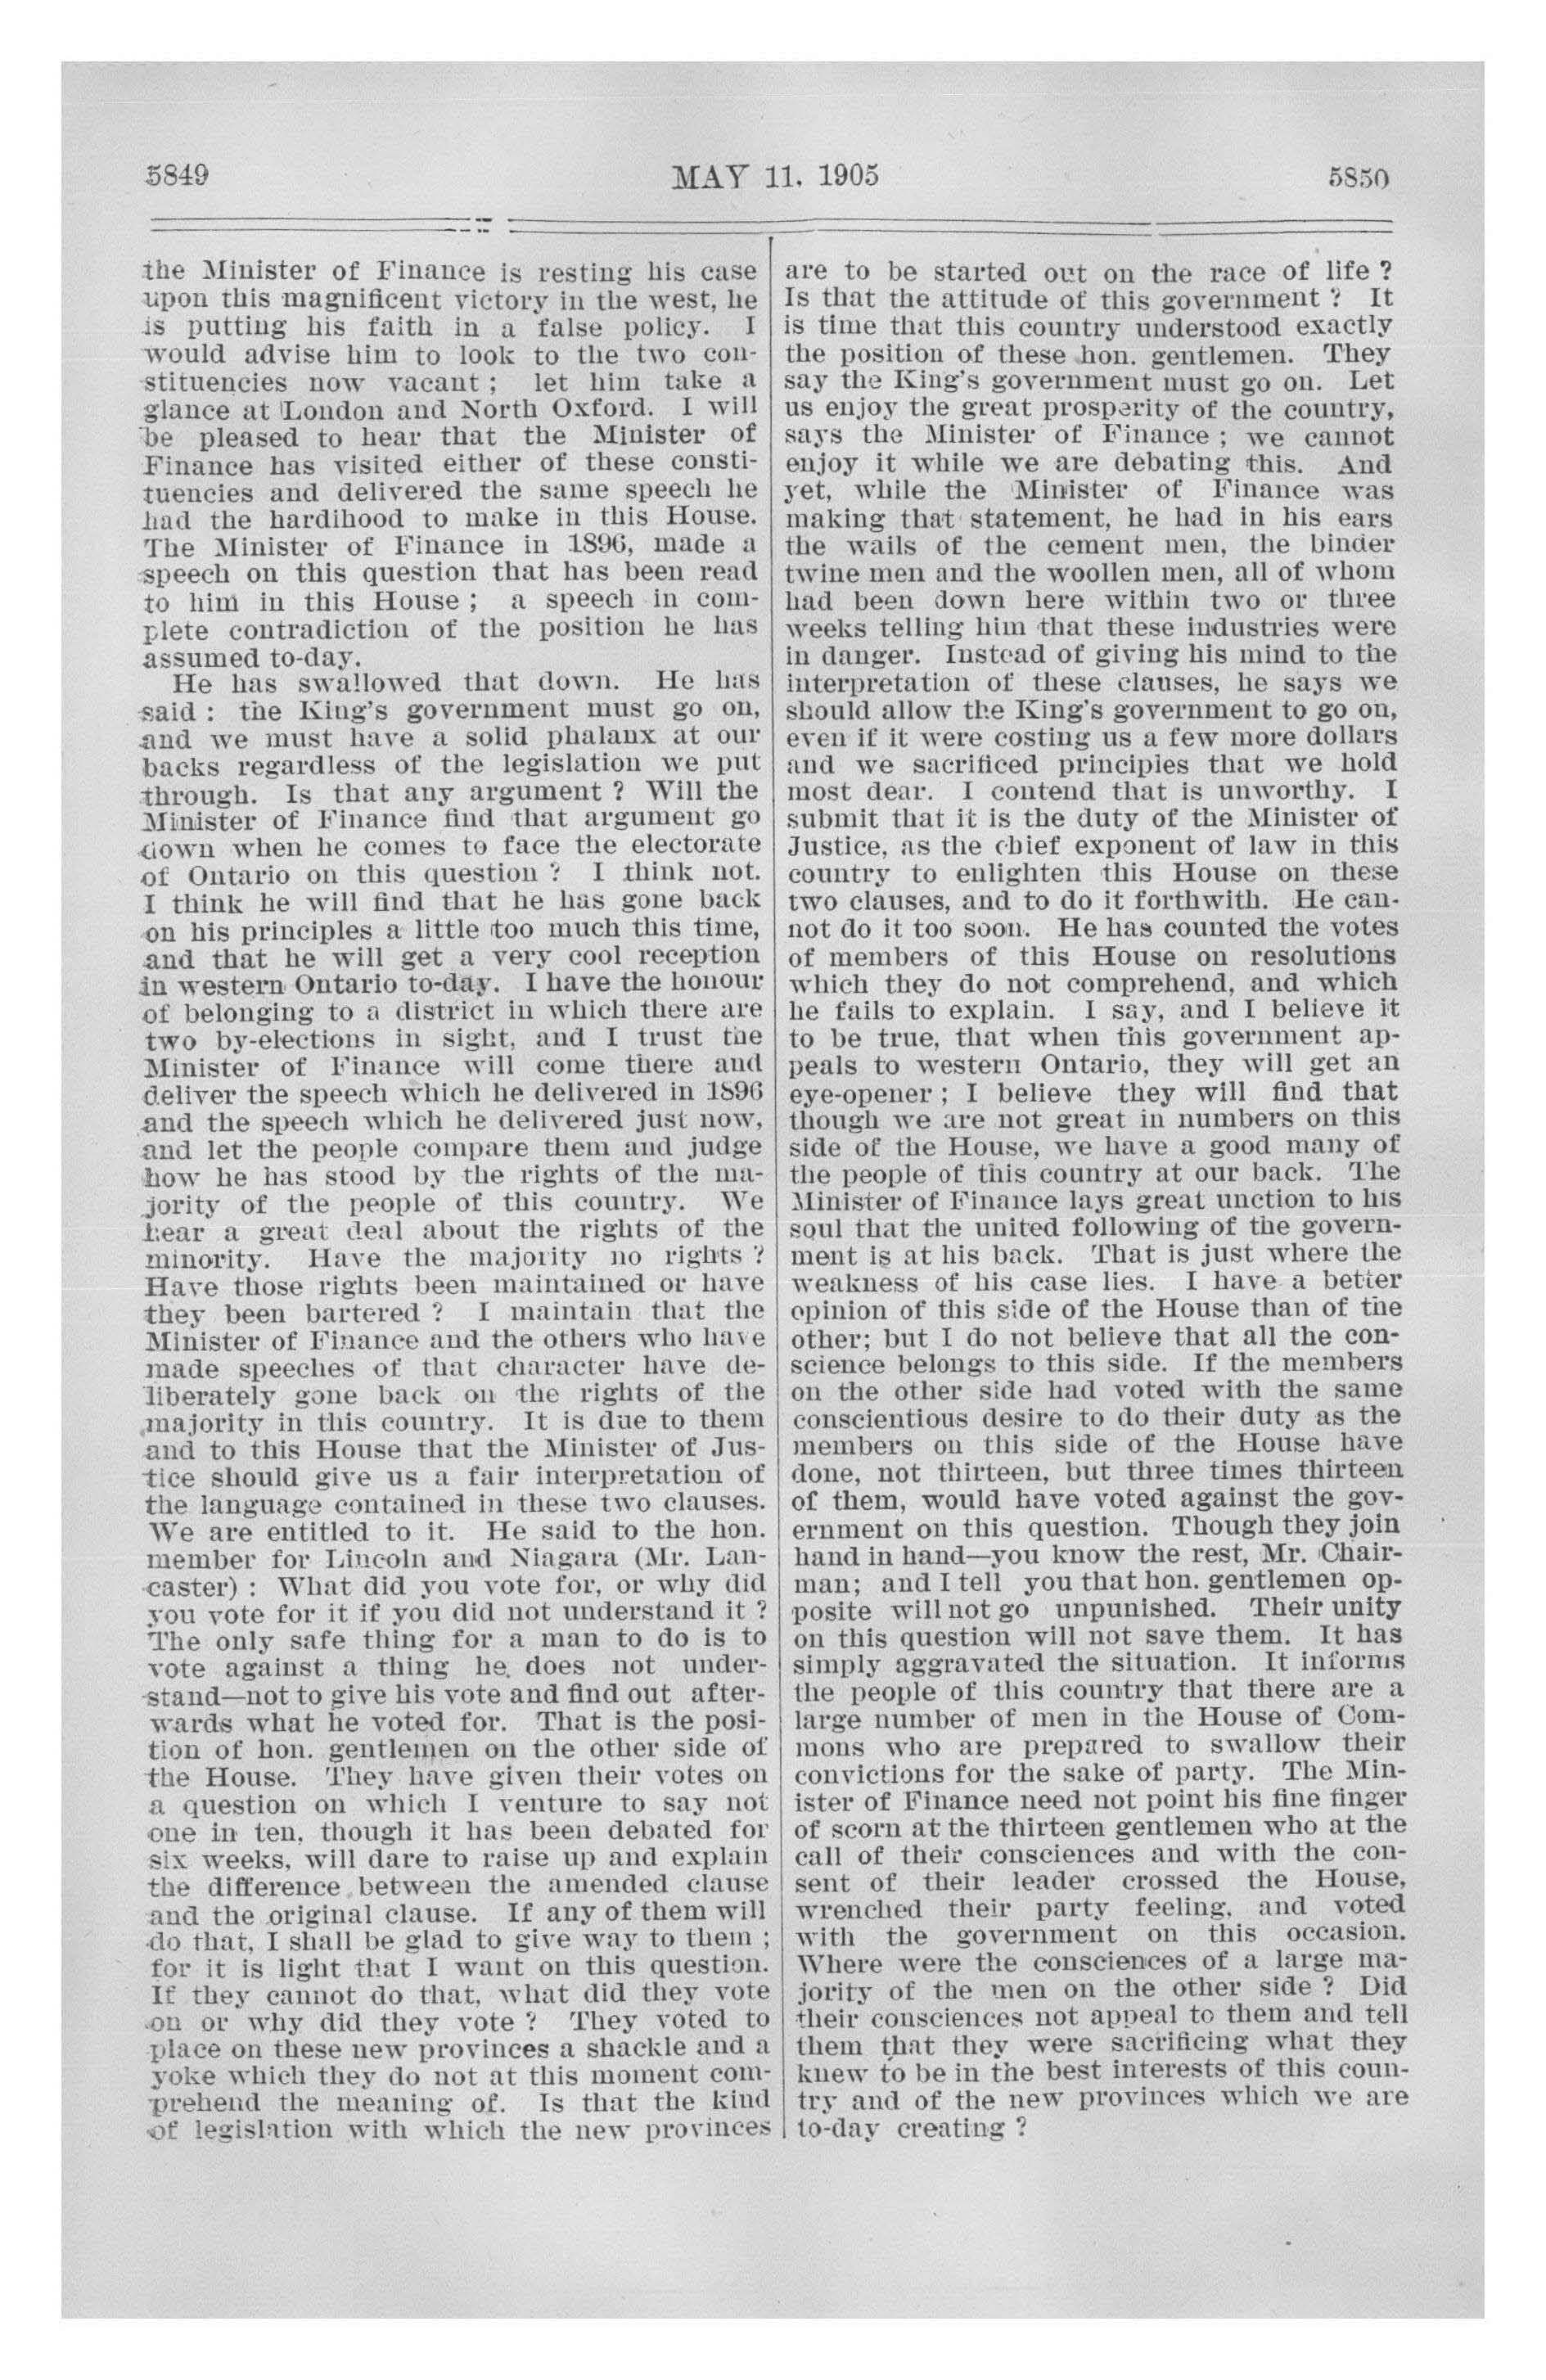 5849
MAY 11, 1905
5850
the Minister of Finance is resting his case
upon this magnificent victory in the west, he
is putting his faith in a false policy. I
would advise him to look to the two con-
stituencies now vacant ; let him take a
glance at London and North Oxford. I will
be pleased to hear that the Minister of
Finance has visited either of these consti-
tuencies and delivered the same speech he
had the hardihood to make in this House.
The Minister of Finance in 1896, made a
speech on this question that has been read
to him in this House ; a speech in com-
plete contradiction of the position he has
assumed to-day.
He has swallowed that down. He has
said : the King's government must go on,
and we must have a solid phalanx at our
backs regardless of the legislation we put
through. Is that any argument ? Will the
Minister of Finance find that argument go
down when he comes to face the electorate
of Ontario on this question ? I think not.
I think he will find that he has gone back
on his principles a little too much this time,
and that he will get a very cool reception
in western Ontario to-day. I have the honour
of belonging to a district in which there are
two by-elections in sight, and I trust the
Minister of Finance will come there and
deliver the speech which he delivered in 1896
and the speech which he delivered just now,
and let the people compare them and judge
how he has stood by the rights of the ma-
jority of the people of this country. We
hear a great deal about the rights of the
minority. Have the majority no rights ?
Have those rights been maintained or have
they been bartered ? I maintain that the
Minister of Finance and the others who have
made speeches of that character have de-
liberately gone back on the rights of the
majority in this country. It is due to them
and to this House that the Minister of Jus-
tice should give us a fair interpretation of
the language contained in these two clauses.
We are entitled to it. He said to the hon.
member for Lincoln and Niagara (Mr. Lan-
caster) : What did you vote for, or why did
you vote for it if you did not understand it ?
The only safe thing for a man to do is to
vote against a thing he does not under-
stand—not to give his vote and find out after-
wards what he voted for. That is the posi-
tion of hon. gentlemen on the other side of
the House. They have given their votes on
a question on which I venture to say not
one in ten, though it has been debated for
six weeks, will dare to raise up and explain
the difference between the amended clause
and the original clause. If any of them will
do that, I shall be glad to give way to them ;
for it is light that I want on this question.
If they cannot do that, what did they vote
on or why did they vote ? They voted to
place on these new provinces a shackle and a
yoke which they do not at this moment com-
prehend the meaning of. Is that the kind
of legislation with which the new provinces
are to be started out on the race of life ?
Is that the attitude of this government ? It
is time that this country understood exactly
the position of these hon. gentlemen. They
say the King's government must go on. Let
us enjoy the great prosperity of the country,
says the Minister of Finance ; we cannot
enjoy it while we are debating this. And
yet, while the Minister of Finance was
making that statement, he had in his ears
the wails of the cement men, the binder
twine men and the woollen men, all of whom
had been down here within two or three
weeks telling him that these industries were
in danger. Instead of giving his mind to the
interpretation of these clauses, he says we
should allow the King's government to go on,
even if it were costing us a few more dollars
and we sacrificed principles that we hold
most dear. I contend that is unworthy. I
submit that it is the duty of the Minister of
Justice, as the chief exponent of law in this
country to enlighten this House on these
two clauses, and to do it forthwith. He can-
not do it too soon. He has counted the votes
of members of this House on resolutions
which they do not comprehend, and which
he fails to explain. I say, and I believe it
to be true, that when this government ap-
peals to western Ontario, they will get an
eye-opener ; I believe they will find that
though we are not great in numbers on this
side of the House, we have a good many of
the people of this country at our back. The
Minister of Finance lays great unction to his
soul that the united following of the govern-
ment is at his back. That is just where the
weakness of his case lies. I have a better
opinion of this side of the House than of the
other; but I do not believe that all the con-
science belongs to this side. If the members
on the other side had voted with the same
conscientious desire to do their duty as the
members on this side of the House have
done, not thirteen, but three times thirteen
of them, would have voted against the gov-
ernment on this question. Though they join
hand in hand—you know the rest, Mr. Chair-
man; and I tell you that hon. gentlemen op-
posite will not go unpunished. Their unity
on this question will not save them. It has
simply aggravated the situation. It informs
the people of this country that there are a
large number of men in the House of Com-
mons who are prepared to swallow their
convictions for the sake of party. The Min-
ister of Finance need not point his fine finger
of scorn at the thirteen gentlemen who at the
call of their consciences and with the con-
sent of their leader crossed the House,
wrenched their party feeling, and voted
with the government on this occasion.
Where were the consciences of a large ma-
jority of the men on the other side ? Did
their consciences not appeal to them and tell
them that they were sacrificing what they
knew to be in the best interests of this coun-
try and of the new provinces which we are
to-day creating ?